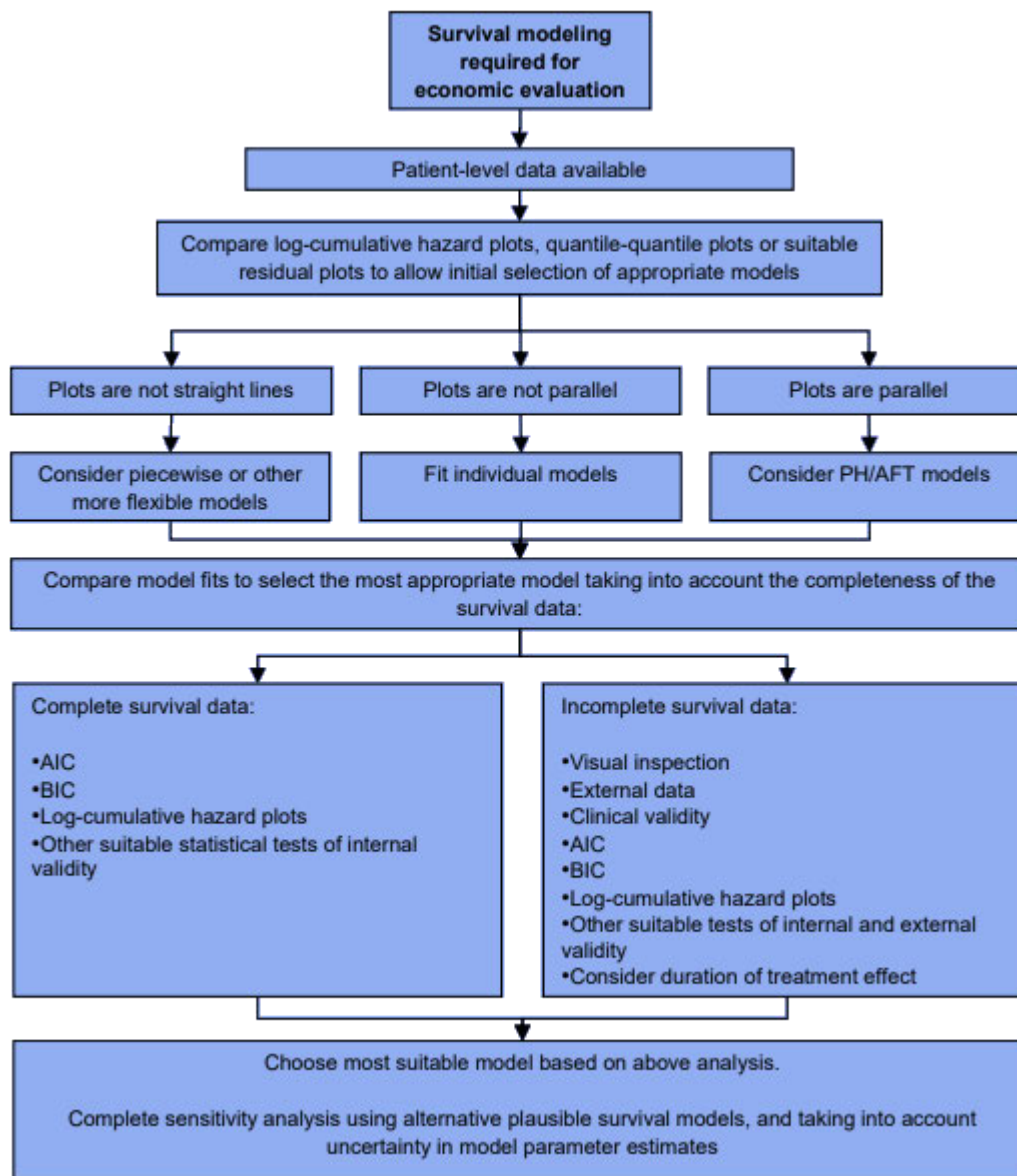 Survival modeling
required for
economic evaluation
Patient-level data available
Compare log-cumulative hazard plots, quantile-quantile plots or suitable
residual plots to allow initial selection of appropriate models
Plots are not straight lines
Plots are not parallel
Plots are parallel
Consider piecewise or other
more flexible models
Fit individual models
Consider PH/AFT models
Compare model fits to select the most appropriate model taking into account the completeness of the
survival data:
Complete survival data:
•AIC
•BIC
•Log-cumulative hazard plots
•Other suitable statistical tests of internal
validity
Incomplete survival data:
•Visual inspection
•External data
•Clinical validity
•AIC
•BIC
•Log-cumulative hazard plots
•Other suitable tests of internal and external
validity
•Consider duration of treatment effect
Choose most suitable model based on above analysis.
Complete sensitivity analysis using alternative plausible survival models, and taking into account
uncertainty in model parameter estimates